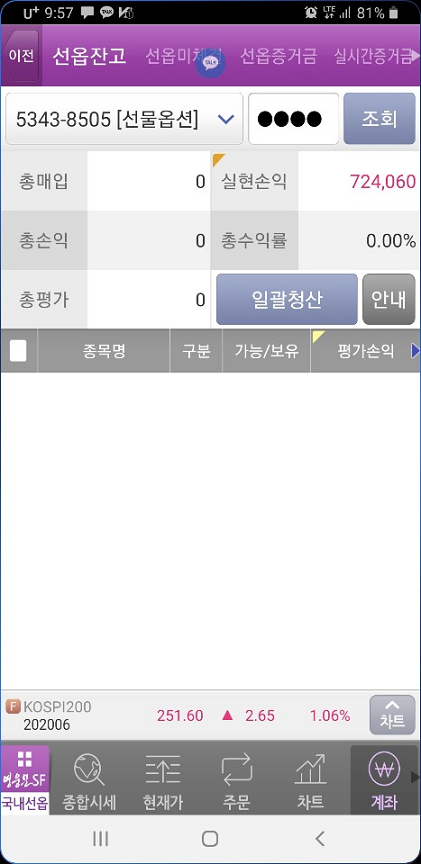 U+ 9:57 TALK LTE 81%
이전 선옵잔고 선옵미체결 선옵증거금 실시간증거금
TALK
5343-8505 [선물옵션] ●●●● 조회
총매입 0 실현손익 724,060
총손익 0 총수익률 0.00%
총평가 0 일괄청산 안내
종목명 구분 가능/보유 평가손익
F KOSPI200 251.60 ▲ 2.65 1.06% 차트
202006
영웅문SF
국내선옵 종합시세 현재가 주문 차트 계좌